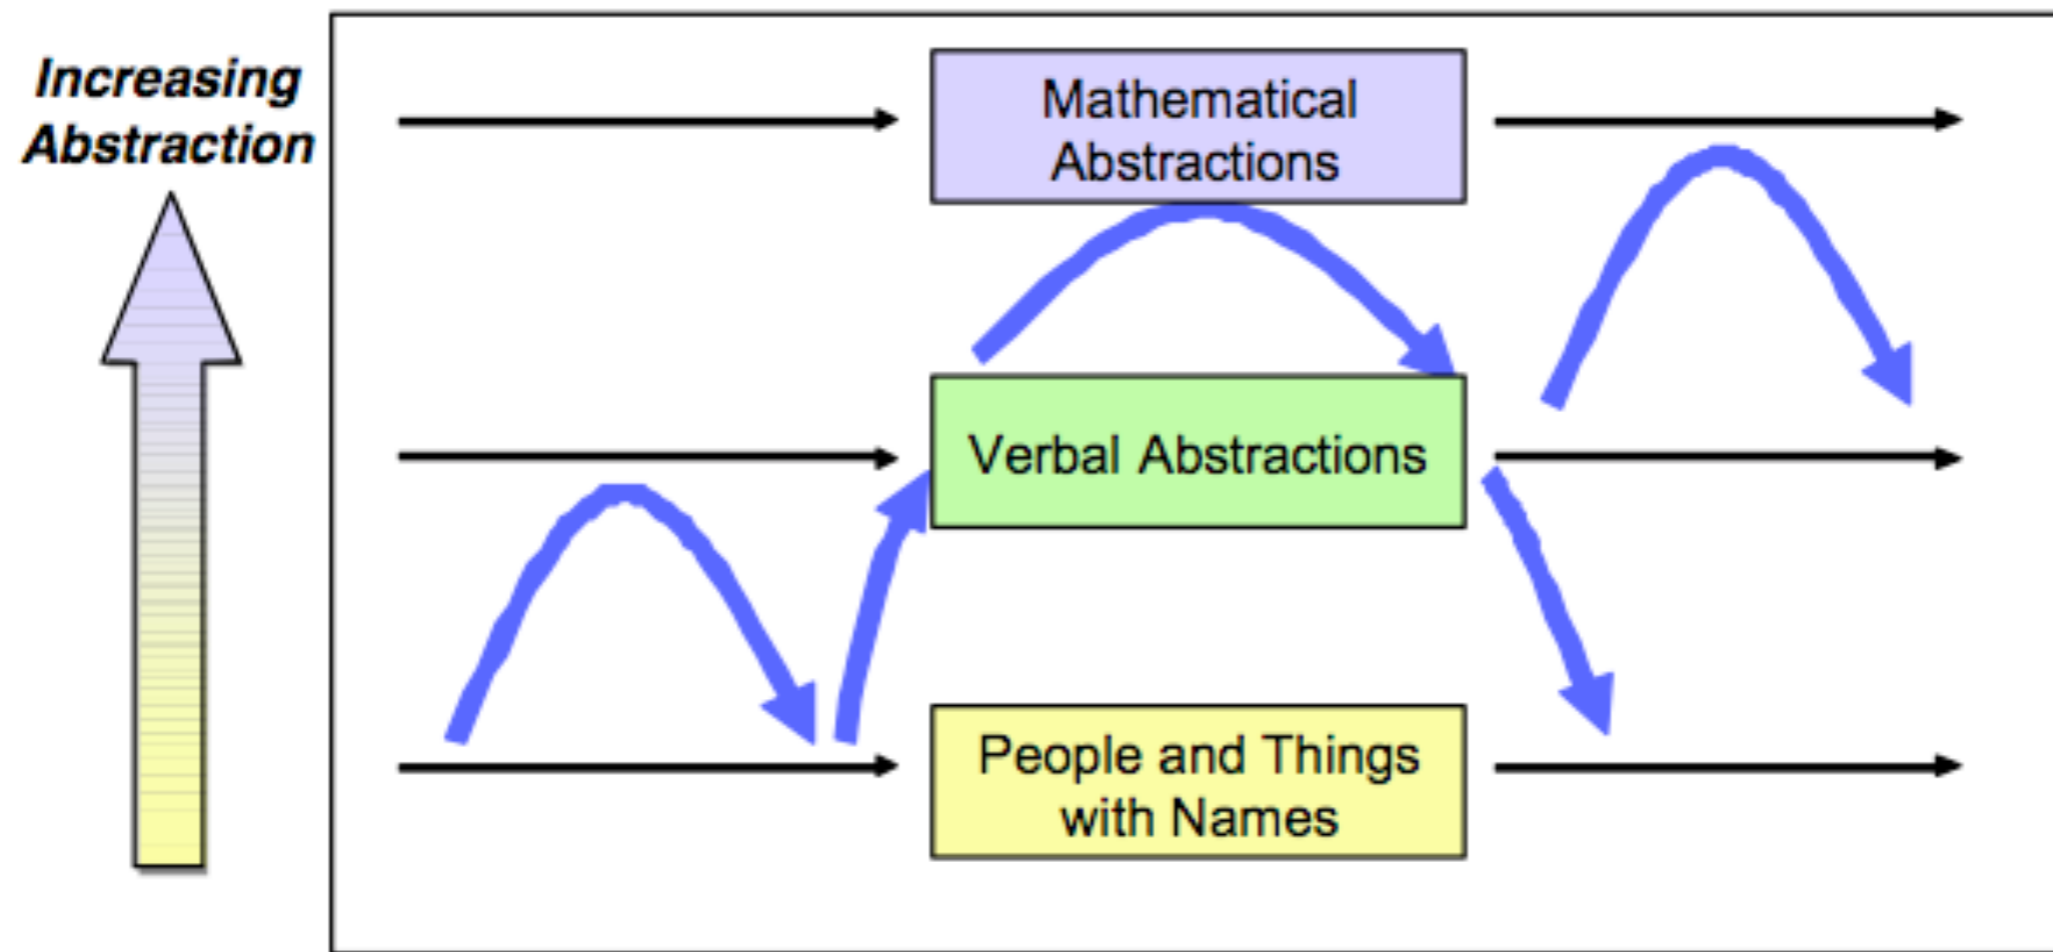 Increasing
Abstraction
Mathematical
Abstractions
Verbal Abstractions
People and Things
with Names